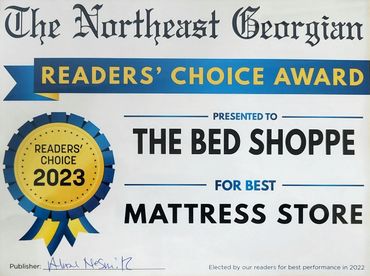 The Northeast Georgian
READERS' CHOICE AWARD
PRESENTED TO
THE BED SHOPPE
READERS'
CHOICE
2023
FOR BEST
MATTRESS STORE
Publisher:
Elected by our readers for best performance in 2022